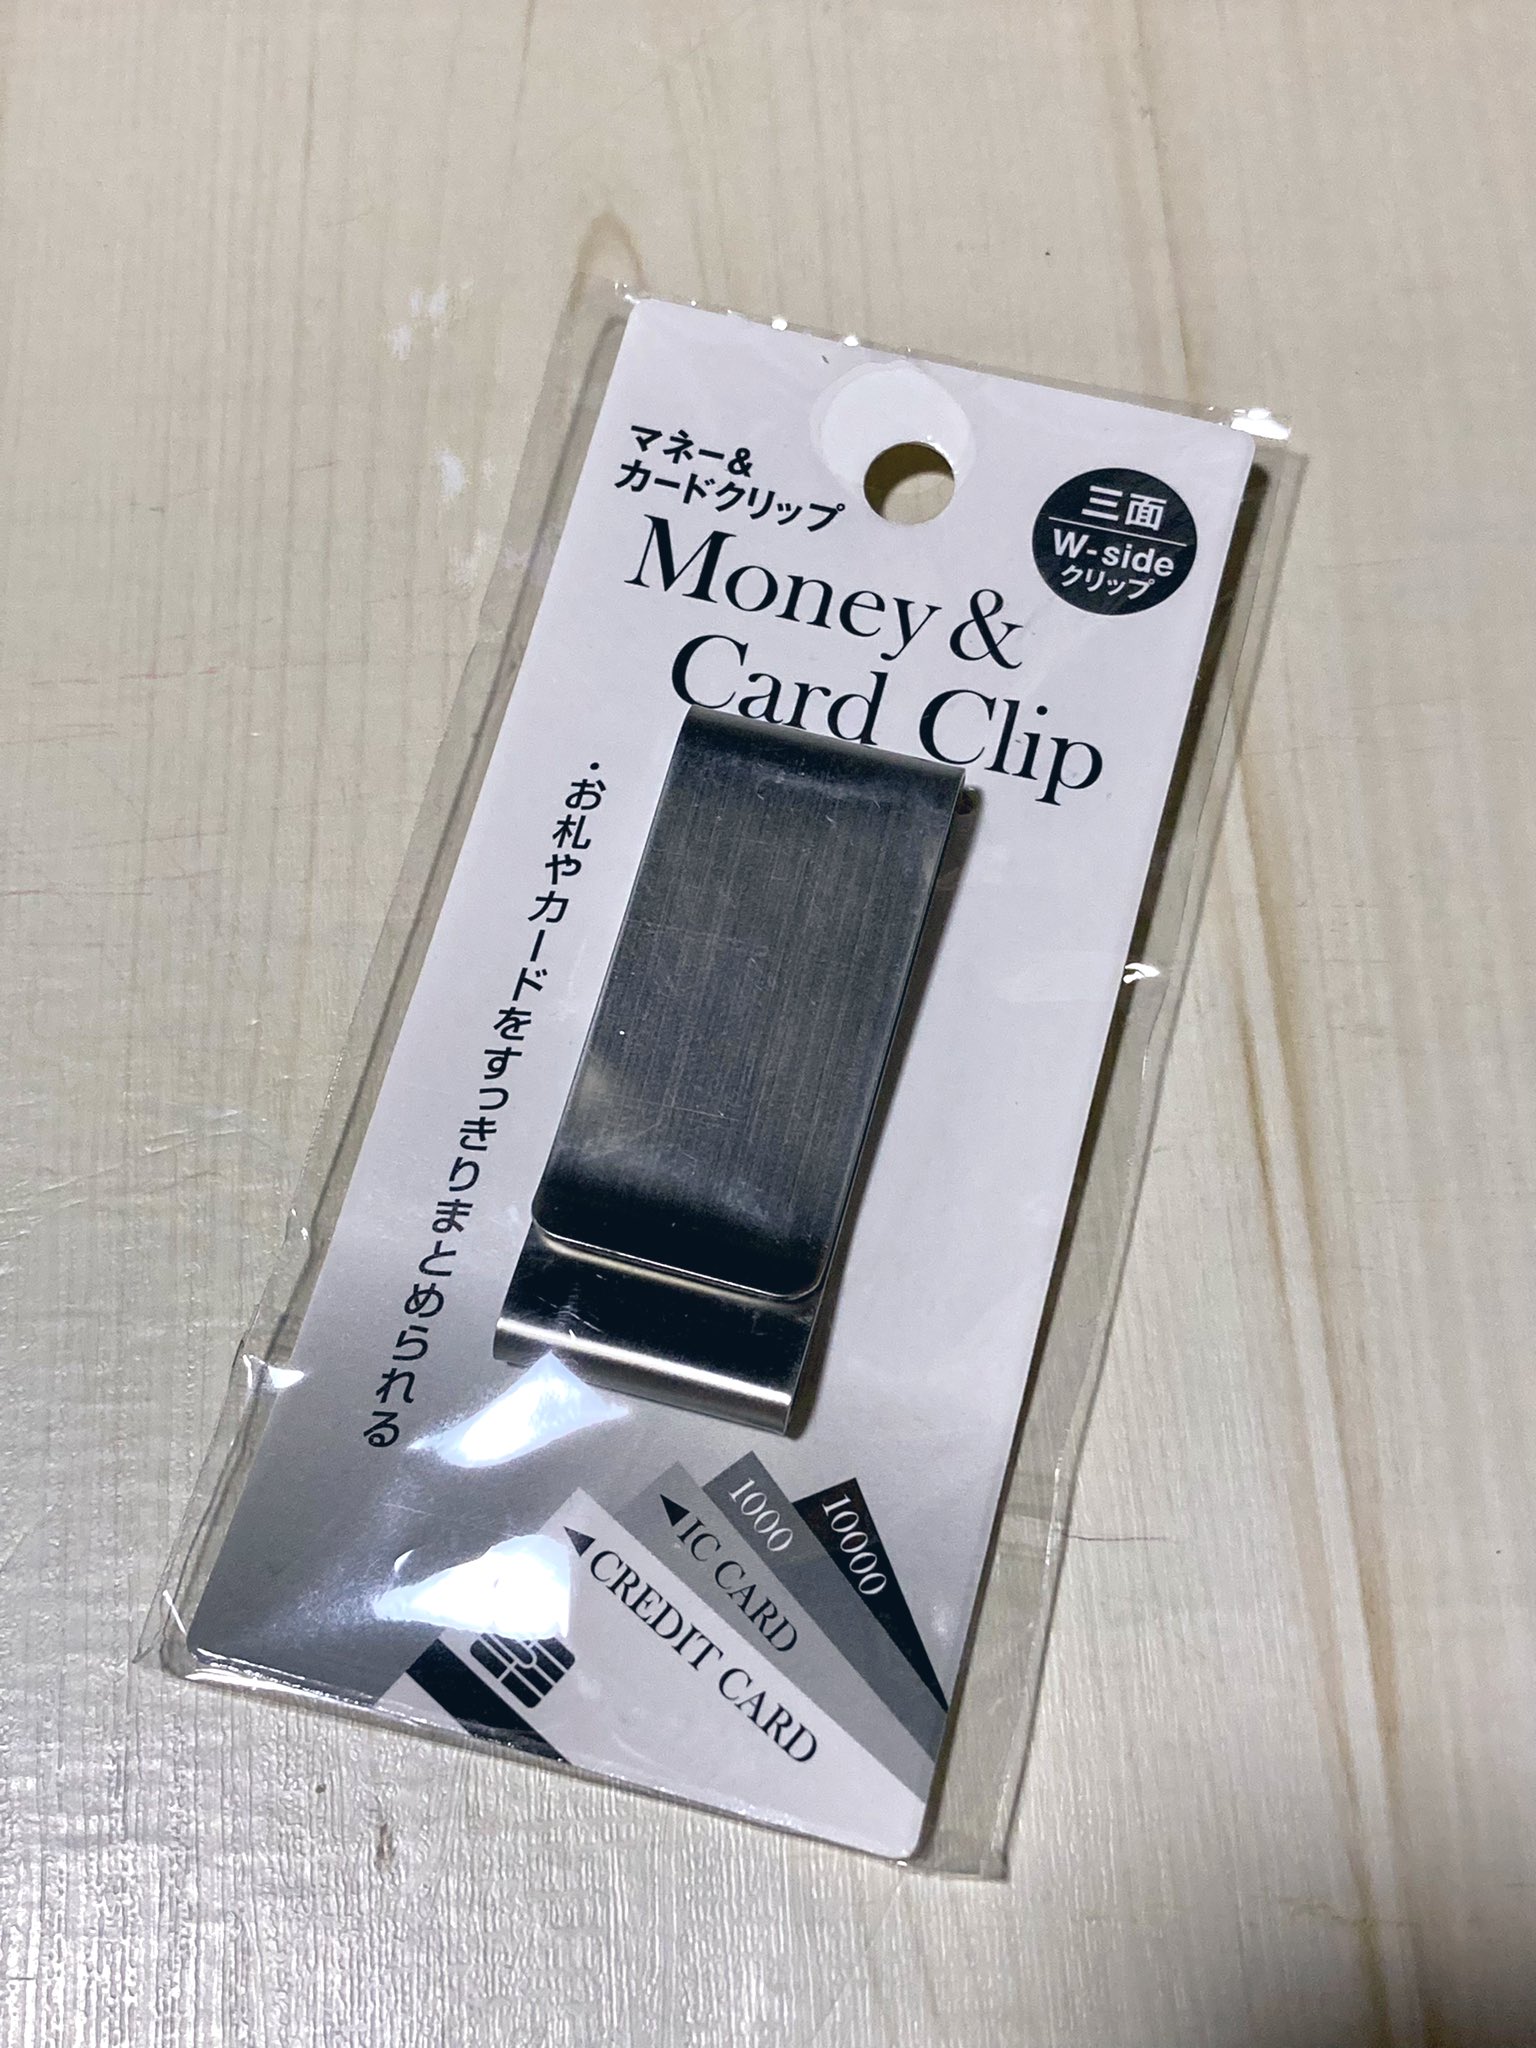 マネー&
カードクリップ
三面
W-side
クリップ
Money &
Card Clip
・お札やカードをすっきりまとめられる
10000
1000
◀IC CARD
◀CREDIT CARD